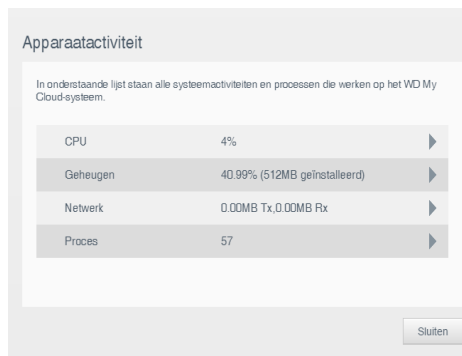 Apparaatactiviteit
In onderstaande lijst staan alle systeemactiviteiten en processen die werken op het WD My
Cloud-systeem.
CPU 4%
Geheugen 40.99% (512MB geïnstalleerd)
Netwerk 0.00MB Tx,0.00MB Rx
Proces 57
Sluiten